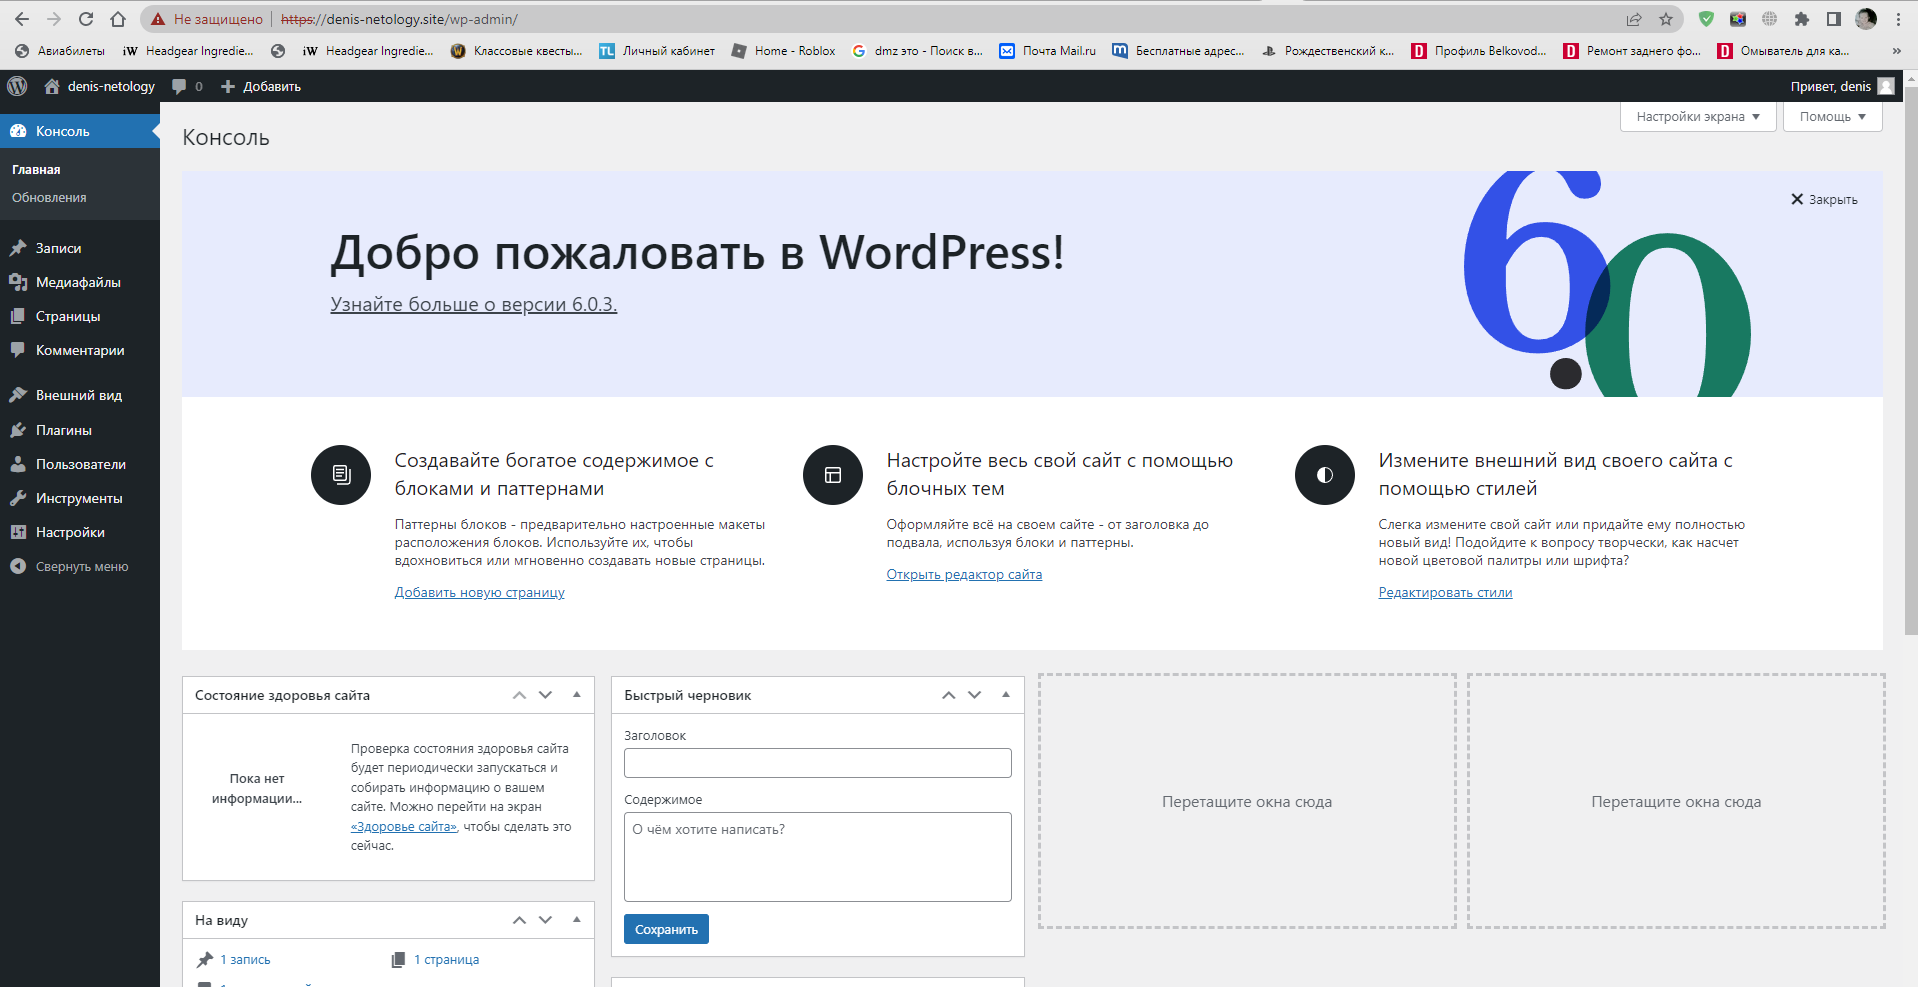 Не защищено https://denis-netology.site/wp-admin/
Авиабилеты iW Headgear Ingredie... iW Headgear Ingredie... Классовые квесты... TL Личный кабинет Home - Roblox dmz это - Поиск в... Почта Mail.ru Бесплатные адрес... Рождественский к... D Профиль Belkovod... D Ремонт заднего фо... D Омыватель для ка... »
denis-netology 0 Добавить Привет, denis
Консоль
Главная
Обновления
Записи
Медиафайлы
Страницы
Комментарии
Внешний вид
Плагины
Пользователи
Инструменты
Настройки
Свернуть меню
Настройки экрана Помощь
Консоль
Закрыть
Добро пожаловать в WordPress!
Узнайте больше о версии 6.0.3.
6.0
Создавайте богатое содержимое с
блоками и паттернами
Паттерны блоков - предварительно настроенные макеты
расположения блоков. Используйте их, чтобы
вдохновиться или мгновенно создавать новые страницы.
Добавить новую страницу
Настройте весь свой сайт с помощью
блочных тем
Оформляйте всё на своем сайте - от заголовка до
подвала, используя блоки и паттерны.
Открыть редактор сайта
Измените внешний вид своего сайта с
помощью стилей
Слегка измените свой сайт или придайте ему полностью
новый вид! Подойдите к вопросу творчески, как насчет
новой цветовой палитры или шрифта?
Редактировать стили
Состояние здоровья сайта
Пока нет
информации...
Проверка состояния здоровья сайта
будет периодически запускаться и
собирать информацию о вашем
сайте. Можно перейти на экран
«Здоровье сайта», чтобы сделать это
сейчас.
На виду
1 запись 1 страница
Быстрый черновик
Заголовок
Содержимое
О чём хотите написать?
Сохранить
Перетащите окна сюда
Перетащите окна сюда